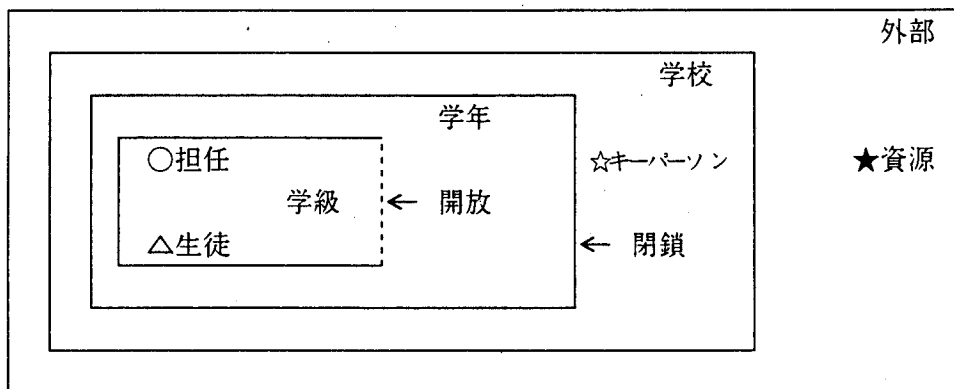 外部
学校
学年
○担任
☆キーパーソン
★資源
学級
← 開放
△生徒
← 閉鎖